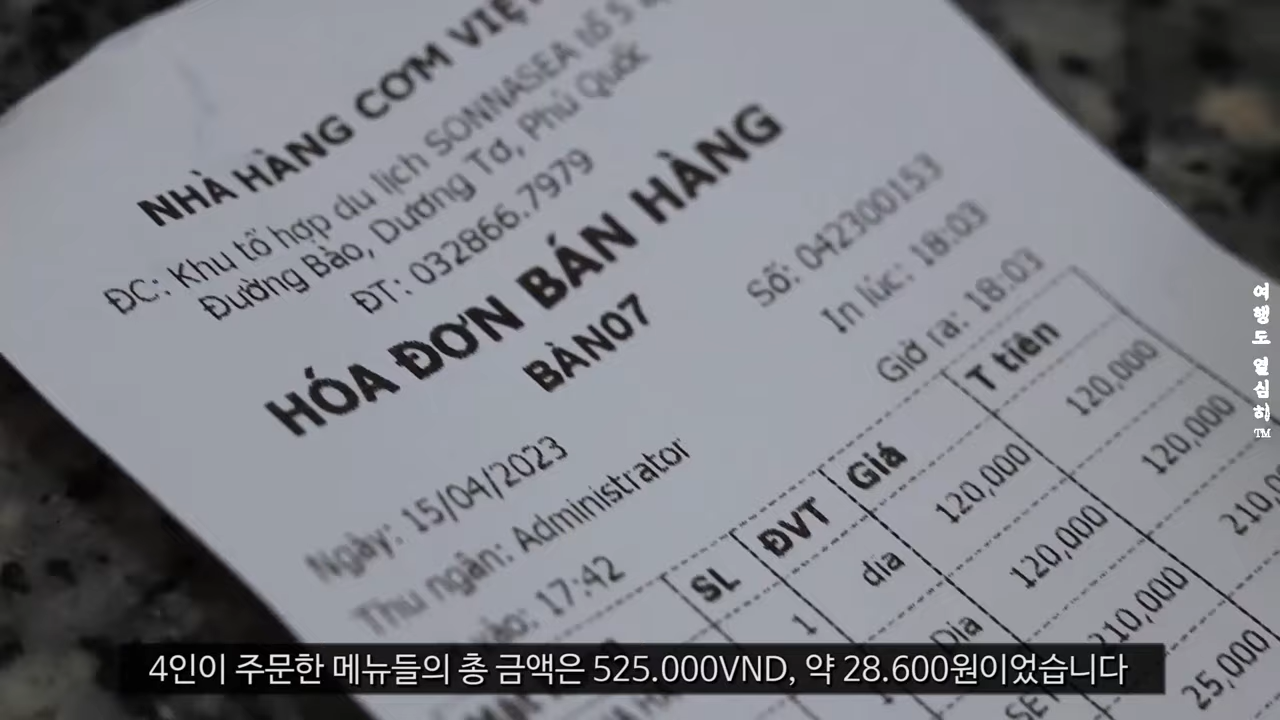 NHÀ HÀNG CƠM VIỆT
ĐC: Khu tổ hợp du lịch SONNASEA tổ 5
Đường Bào, Dương Tơ, Phú Quốc
ĐT: 032866.7979
HÓA ĐƠN BÁN HÀNG
BÀN07
Số: 042300153
In lúc: 18:03
Giờ ra: 18:03
Ngày: 15/04/2023
Thu ngân: Administrator
vào: 17:42
SL ĐVT Giá T tiền
1 dia 120,000 120,000
Dia 120,000 120,000
210,000 210,0
25,000
여행도 열심히™
4인이 주문한 메뉴들의 총 금액은 525.000VND, 약 28.600원이었습니다